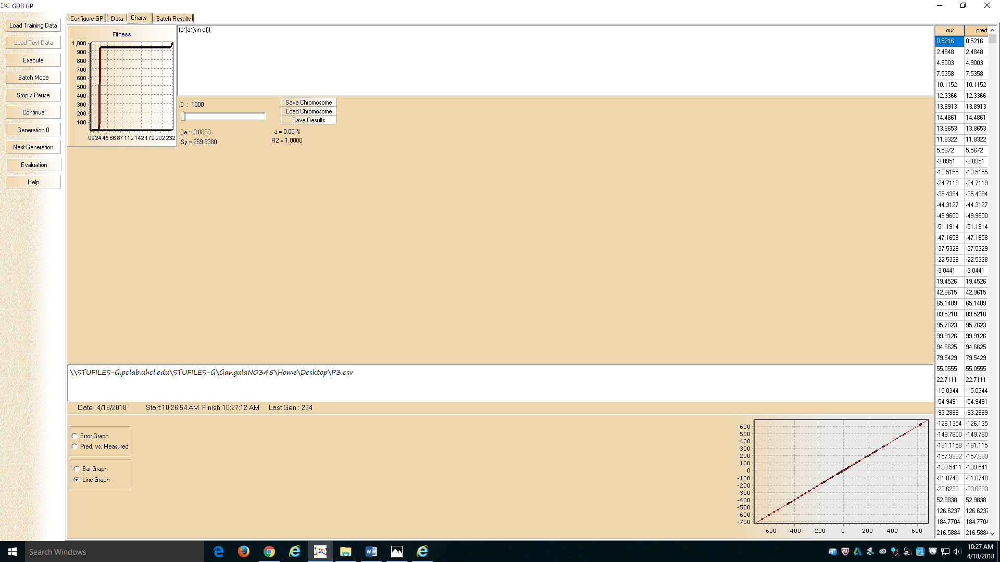 GDB GP
Load Training Data
Load Test Data
Execute
Batch Mode
Stop / Pause
Continue
Generation 0
Next Generation
Evaluation
Help
Configure GP Data Charts Batch Results
Fitness
1,000
900
800
700
600
500
400
300
200
100
0 9 24 45 66 87 112 142 172 202 232
(b*(a*(sin c)))
0 : 1000
Save Chromosome
Load Chromosome
Save Results
Se = 0.0000
a = 0.00 %
Sy = 269.8380
R2 = 1.0000
\\STUFILES-G.pclab.uhcl.edu\STUFILES-G\GangulaN0345\Home\Desktop\P3.csv
Date 4/18/2018 Start:10:26:54 AM Finish:10:27:12 AM Last Gen.: 234
Error Graph
Pred. vs. Measured
Bar Graph
Line Graph
600
500
400
300
200
100
0
-100
-200
-300
-400
-500
-600
-700
-600 -400 -200 0 200 400 600
out pred
0.5216 0.5216
2.4848 2.4848
4.9003 4.9003
7.5358 7.5358
10.1152 10.1152
12.3366 12.3366
13.8913 13.8913
14.4861 14.4861
13.8653 13.8653
11.8322 11.8322
5.5672 5.5672
-3.0951 -3.0951
-13.5155 -13.5155
-24.7119 -24.7119
-35.4394 -35.4394
-44.3127 -44.3127
-49.9600 -49.9600
-51.1914 -51.1914
-47.1658 -47.1658
-37.5329 -37.5329
-22.5338 -22.5338
-3.0441 -3.0441
19.4526 19.4526
42.9615 42.9615
65.1409 65.1409
83.5218 83.5218
95.7623 95.7623
99.9126 99.9126
94.6625 94.6625
79.5429 79.5429
55.0555 55.0555
22.7111 22.7111
-15.0344 -15.0344
-54.9491 -54.9491
-93.2889 -93.2889
-126.1354 -126.135
-149.7800 -149.780
-161.1158 -161.115
-157.9992 -157.999
-139.5411 -139.541
-91.0748 -91.0748
-23.6233 -23.6233
52.9838 52.9838
126.6237 126.6237
184.7704 184.7704
216.5884 216.5884
Search Windows
10:27 AM
4/18/2018